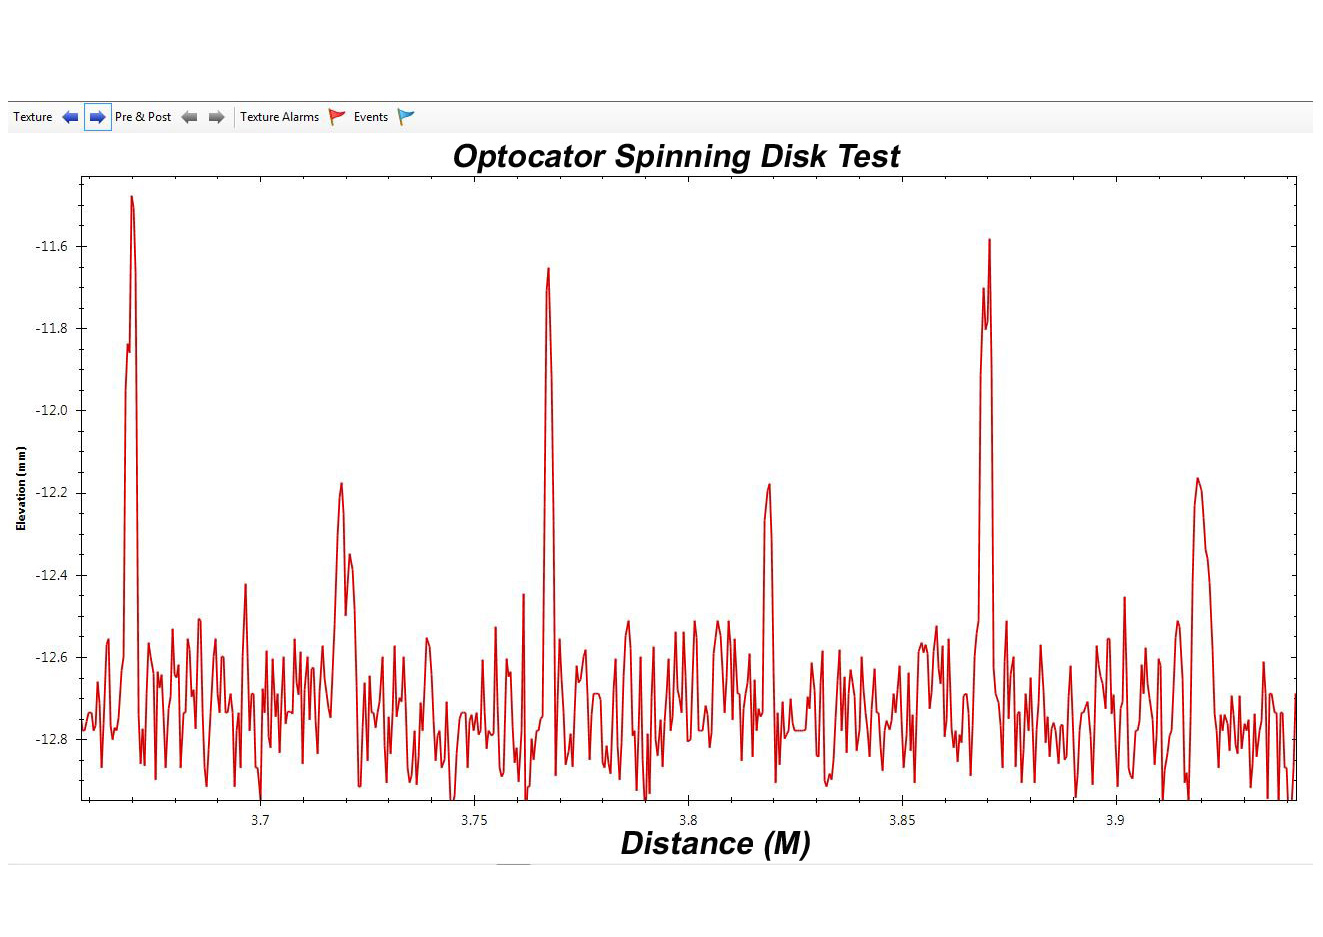 Texture Pre & Post Texture Alarms Events
Optocator Spinning Disk Test
-11.6
-11.8
-12.0
-12.2
-12.4
-12.6
-12.8
Elevation (mm)
3.7 3.75 3.8 3.85 3.9
Distance (M)